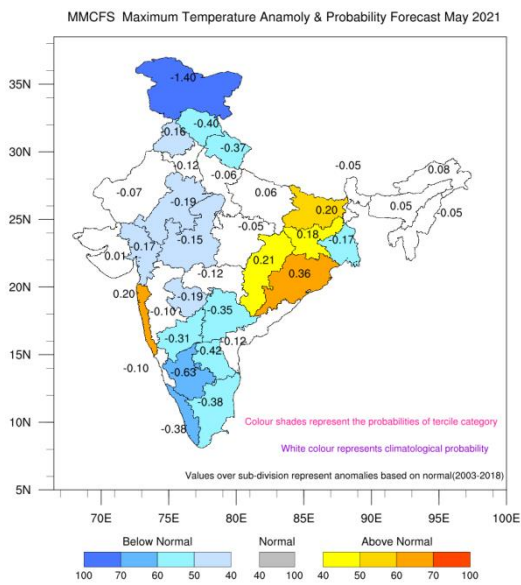 MMCFS Maximum Temperature Anamoly & Probability Forecast May 2021
35N
30N
25N
20N
15N
10N
5N
-1.40
-0.16
-0.40
-0.37
-0.12
-0.06
-0.07
-0.19
0.06
-0.05
0.08
0.20
0.05
-0.05
-0.05
0.18
-0.17
-0.17
-0.15
0.01
0.21
0.36
-0.12
0.20
-0.19
-0.10
-0.35
-0.31
-0.12
-0.42
-0.10
-0.63
-0.38
-0.38
Colour shades represent the probabilities of tercile category
White colour represents climatological probability
Values over sub-division represent anomalies based on normal(2003-2018)
70E 75E 80E 85E 90E 95E 100E
Below Normal Normal Above Normal
100 70 60 50 40 40 100 40 50 60 70 100